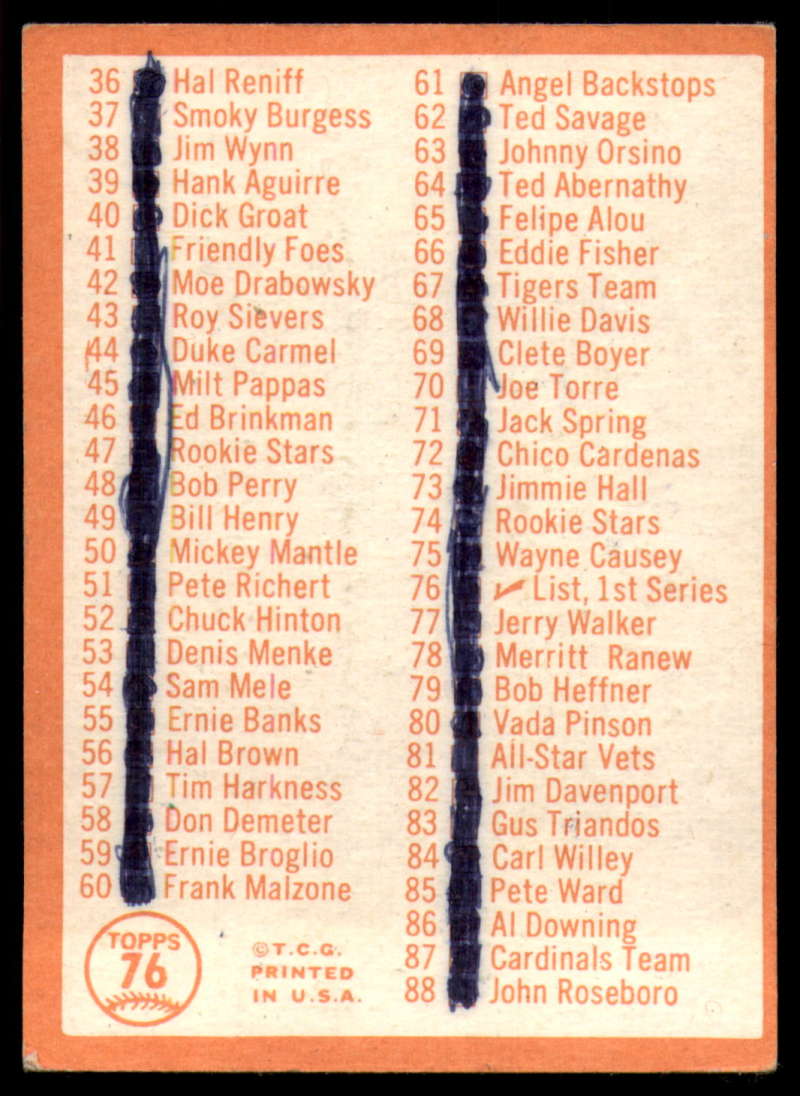 36 Hal Reniff
37 Smoky Burgess
38 Jim Wynn
39 Hank Aguirre
40 Dick Groat
41 Friendly Foes
42 Moe Drabowsky
43 Roy Sievers
44 Duke Carmel
45 Milt Pappas
46 Ed Brinkman
47 Rookie Stars
48 Bob Perry
49 Bill Henry
50 Mickey Mantle
51 Pete Richert
52 Chuck Hinton
53 Denis Menke
54 Sam Mele
55 Ernie Banks
56 Hal Brown
57 Tim Harkness
58 Don Demeter
59 Ernie Broglio
60 Frank Malzone
TOPPS
76
©T.C.G.
PRINTED
IN U.S.A.
61 Angel Backstops
62 Ted Savage
63 Johnny Orsino
64 Ted Abernathy
65 Felipe Alou
66 Eddie Fisher
67 Tigers Team
68 Willie Davis
69 Clete Boyer
70 Joe Torre
71 Jack Spring
72 Chico Cardenas
73 Jimmie Hall
74 Rookie Stars
75 Wayne Causey
76 ✓ List, 1st Series
77 Jerry Walker
78 Merritt Ranew
79 Bob Heffner
80 Vada Pinson
81 All-Star Vets
82 Jim Davenport
83 Gus Triandos
84 Carl Willey
85 Pete Ward
86 Al Downing
87 Cardinals Team
88 John Roseboro